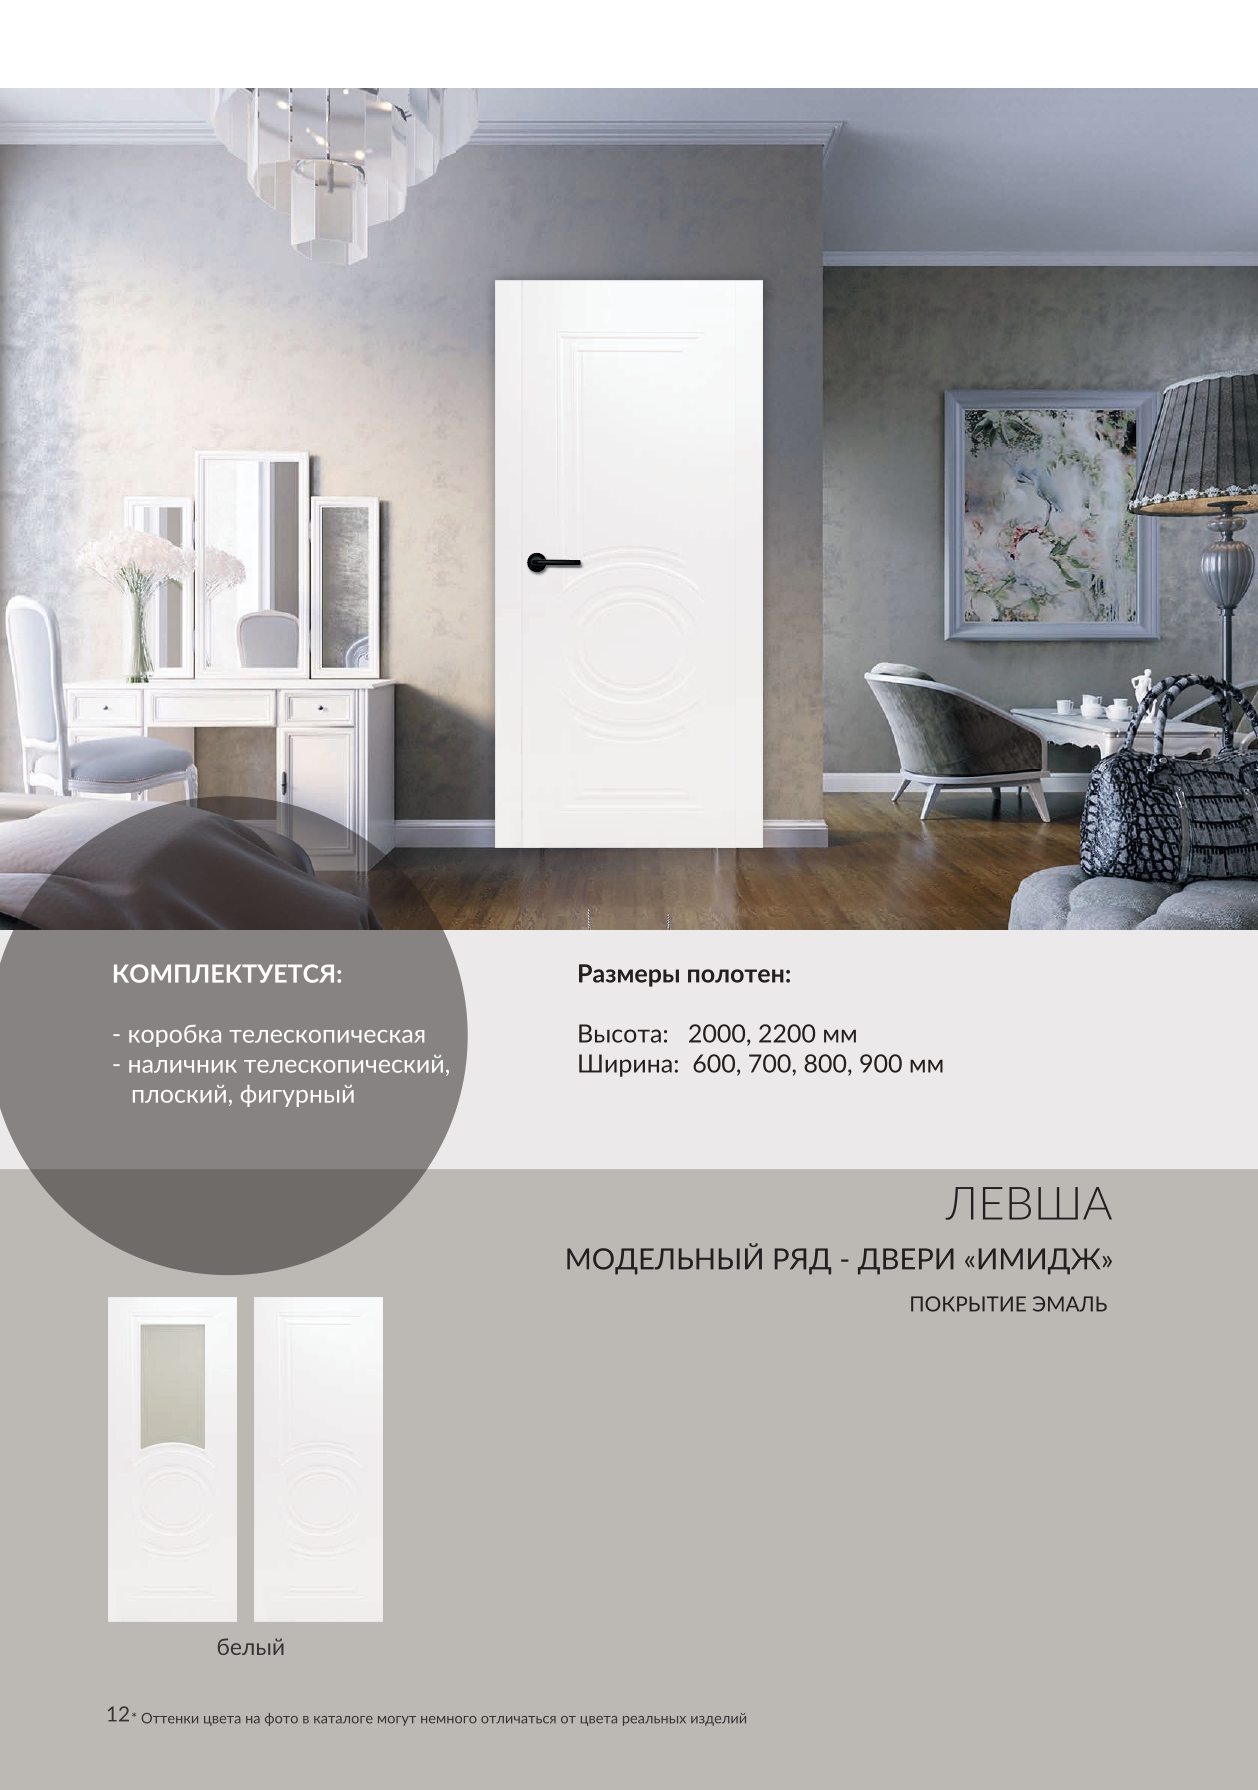 КОМПЛЕКТУЕТСЯ:
- коробка телескопическая
- наличник телескопический,
плоский, фигурный
Размеры полотен:
Высота: 2000, 2200 мм
Ширина: 600, 700, 800, 900 мм
ЛЕВША
МОДЕЛЬНЫЙ РЯД - ДВЕРИ «ИМИДЖ»
ПОКРЫТИЕ ЭМАЛЬ
белый
12* Оттенки цвета на фото в каталоге могут немного отличаться от цвета реальных изделий